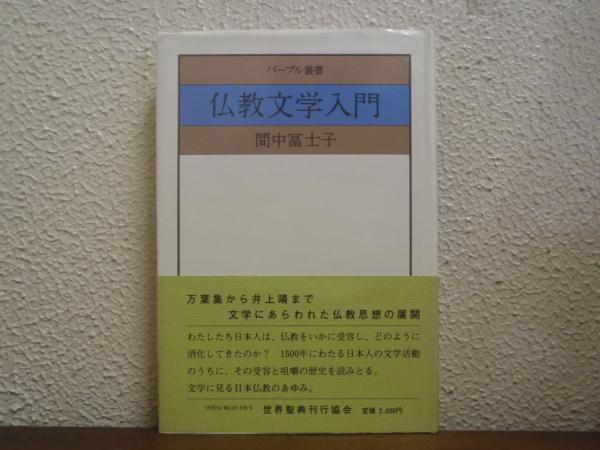 パープル叢書
仏教文学入門
間中冨士子
万葉集から井上靖まで
文学にあらわれた仏教思想の展開
わたしたち日本人は、仏教をいかに受容し、どのように
消化してきたのか？ 1500年にわたる日本人の文学活動
のうちに、その受容と咀嚼の歴史を読みとる。
文学に見る日本仏教のあゆみ。
世界聖典刊行協会 定価 2,600円